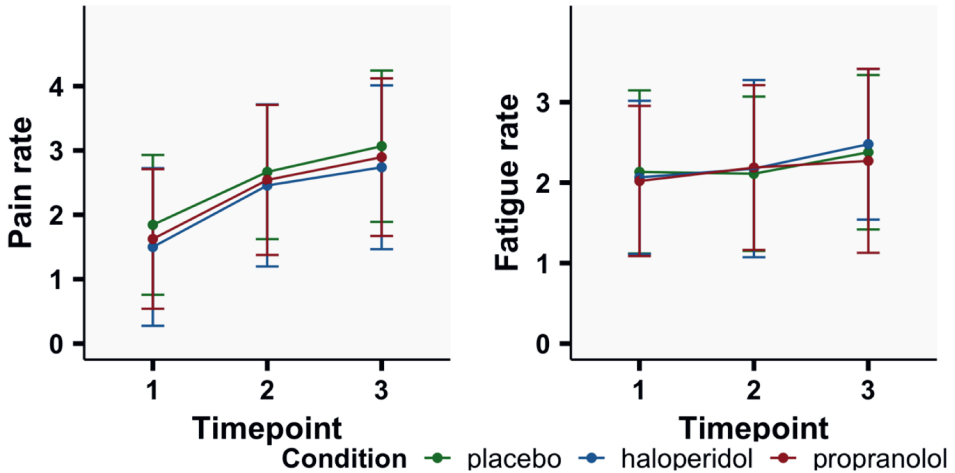 Pain rate
4
3
2
1
0
1 2 3
Timepoint
Fatigue rate
3
2
1
0
1 2 3
Timepoint
Condition placebo haloperidol propranolol